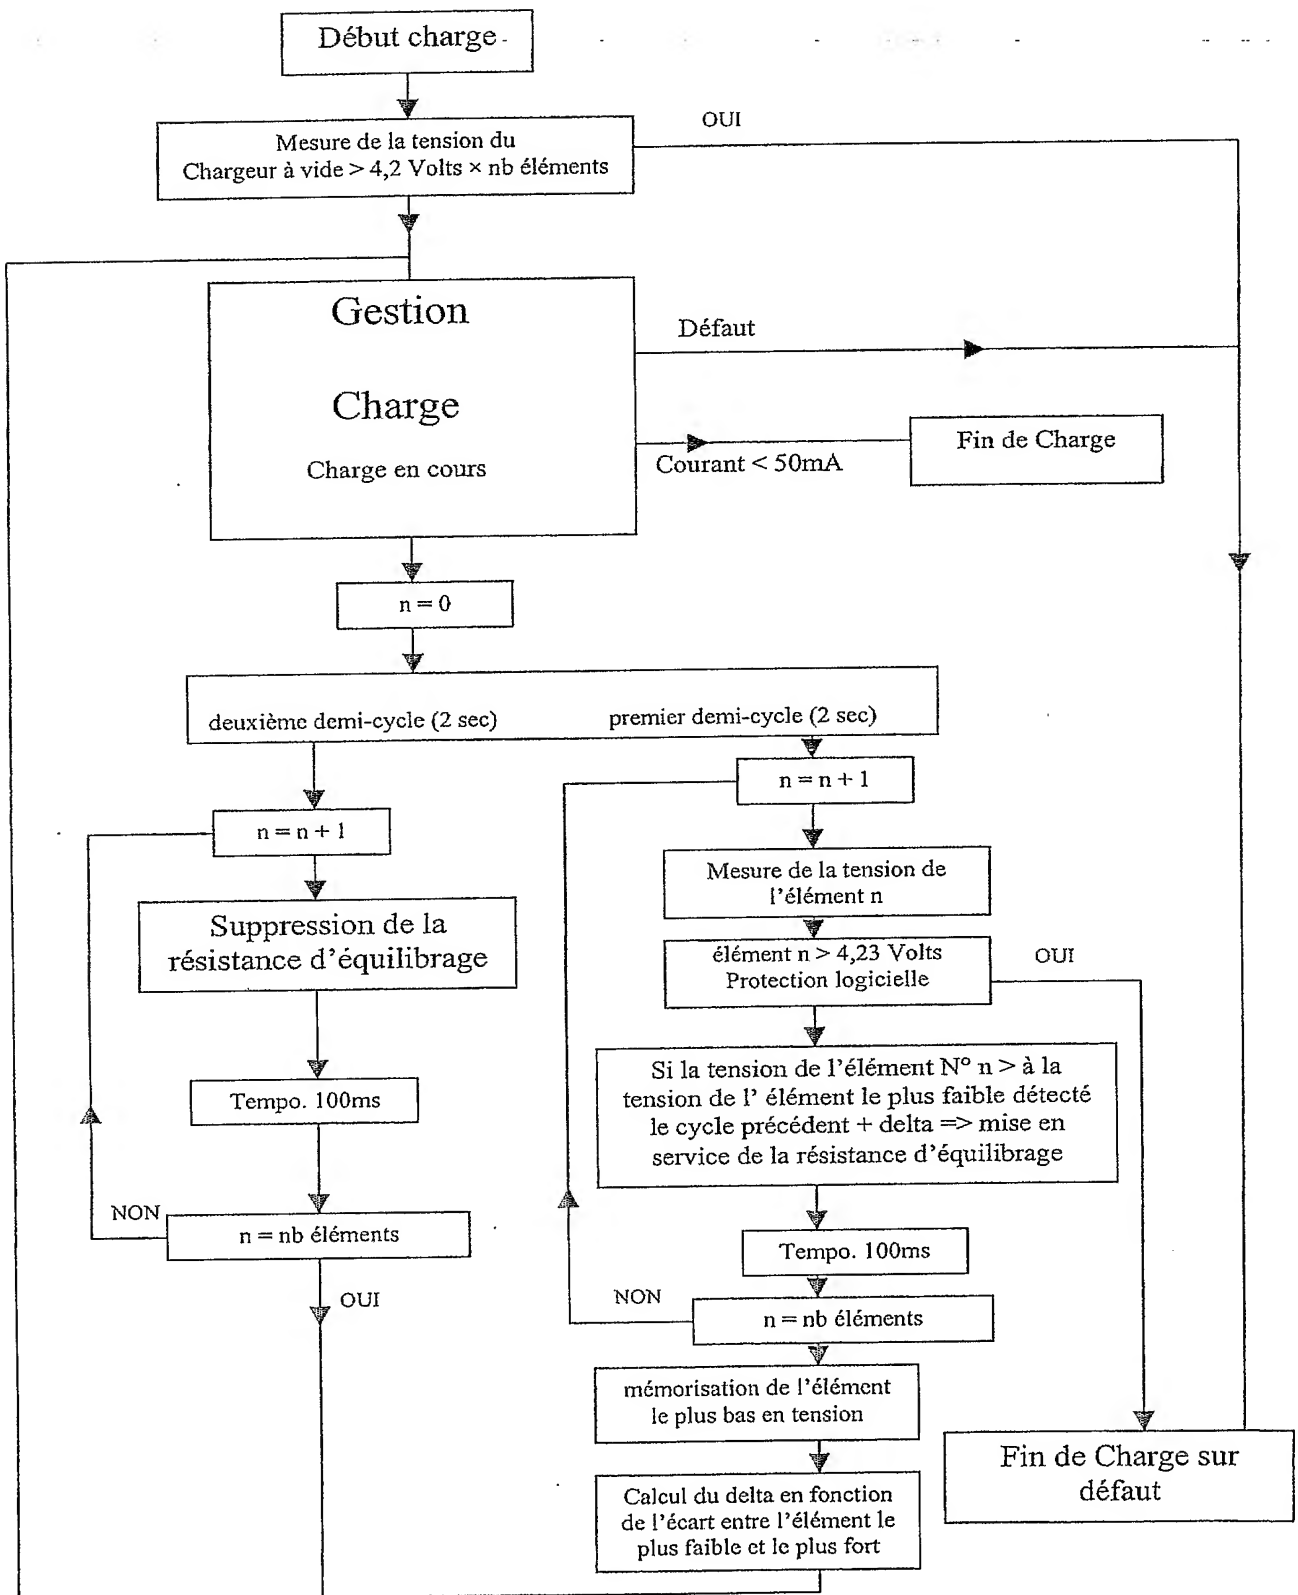 Début charge
OUI
Mesure de la tension du
Chargeur à vide > 4,2 Volts × nb éléments
Gestion
Défaut
Charge
Fin de Charge
Charge en cours
Courant < 50mA
n = 0
deuxième demi-cycle (2 sec)
premier demi-cycle (2 sec)
n = n + 1
n = n + 1
Mesure de la tension de
l'élément n
Suppression de la
résistance d'équilibrage
élément n > 4,23 Volts
Protection logicielle
OUI
Si la tension de l'élément N° n > à la
tension de l' élément le plus faible détecté
le cycle précédent + delta => mise en
service de la résistance d'équilibrage
Tempo. 100ms
NON
n = nb éléments
Tempo. 100ms
OUI
NON
n = nb éléments
mémorisation de l'élément
le plus bas en tension
Fin de Charge sur
défaut
Calcul du delta en fonction
de l'écart entre l'élément le
plus faible et le plus fort